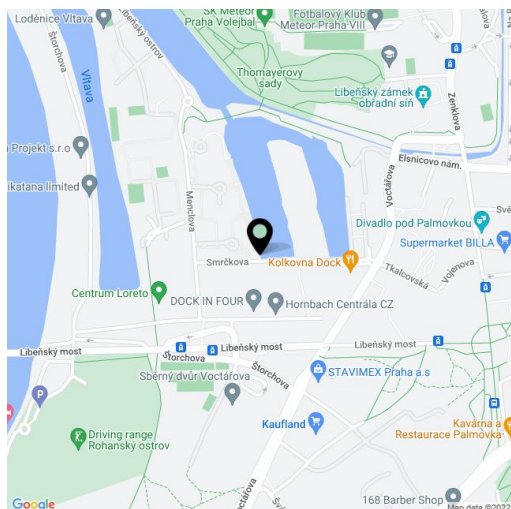 Loděnice Vltava
SK Meteor
Praha Volejbal
Fotbalový Klub
Meteor Praha VIII
Štorchova
Libeňský ostrov
Vltava
Thomayerovy
sady
Libeňský zámek
obřadní síň
Zenklova
Na
Projekt s.r.o
Elsnicovo nám.
ikatana limited
Menclova
Voctářova
Divadlo pod Palmovkou
Svě
Supermarket BILLA
Vojenova
Smrčkova
Kolkovna Dock
Tkalcovská
Centrum Loreto
DOCK IN FOUR
Hornbach Centrála CZ
Libeňský most
Libeňský most
Štorchova
Štorchova
Sběrný dvůr Voctářova
STAVIMEX Praha a.s
P
Kaufland
Kavárna a
Restaurace Palmovka
Driving range
Rohanský ostrov
168 Barber Shop
Voctářova
Google
Map data ©2022